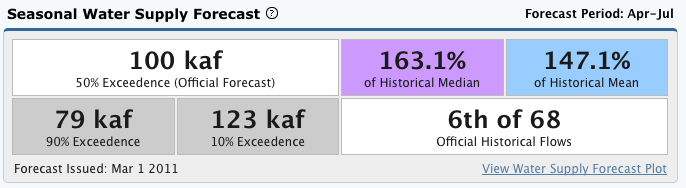 Seasonal Water Supply Forecast ?
Forecast Period: Apr-Jul
100 kaf
50% Exceedence (Official Forecast)
163.1%
of Historical Median
147.1%
of Historical Mean
79 kaf
90% Exceedence
123 kaf
10% Exceedence
6th of 68
Official Historical Flows
Forecast Issued: Mar 1 2011
View Water Supply Forecast Plot